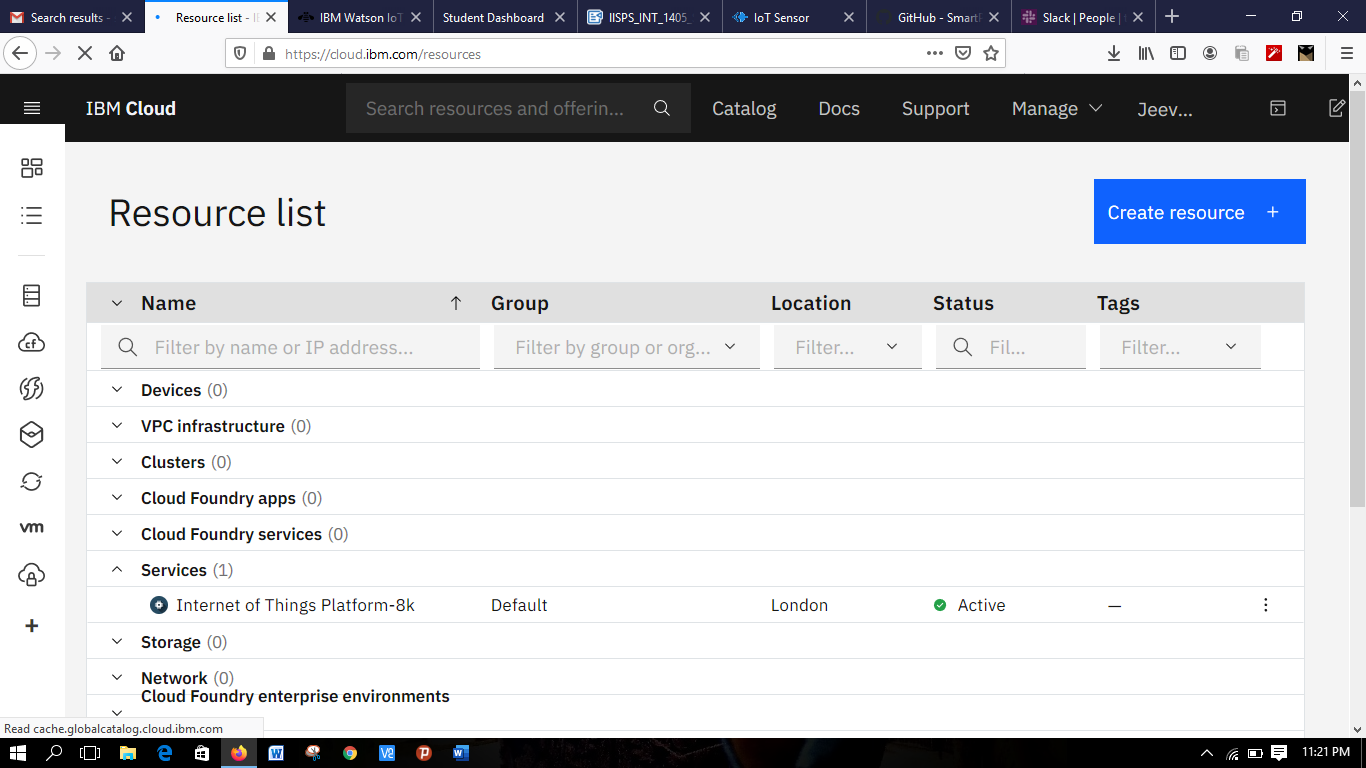 Search results -
Resource list - I
IBM Watson IoT
Student Dashboard
IISPS_INT_1405_
IoT Sensor
GitHub - Smart
Slack | People |
https://cloud.ibm.com/resources
IBM Cloud
Search resources and offerin...
Catalog
Docs
Support
Manage
Jeev...
Resource list
Create resource +
Name Group Location Status Tags
Filter by name or IP address... Filter by group or org... Filter... Fil... Filter...
Devices (0)
VPC infrastructure (0)
Clusters (0)
cf
Cloud Foundry apps (0)
Cloud Foundry services (0)
vm
Services (1)
Internet of Things Platform-8k Default London Active —
Storage (0)
Network (0)
Cloud Foundry enterprise environments
Read cache.globalcatalog.cloud.ibm.com
11:21 PM